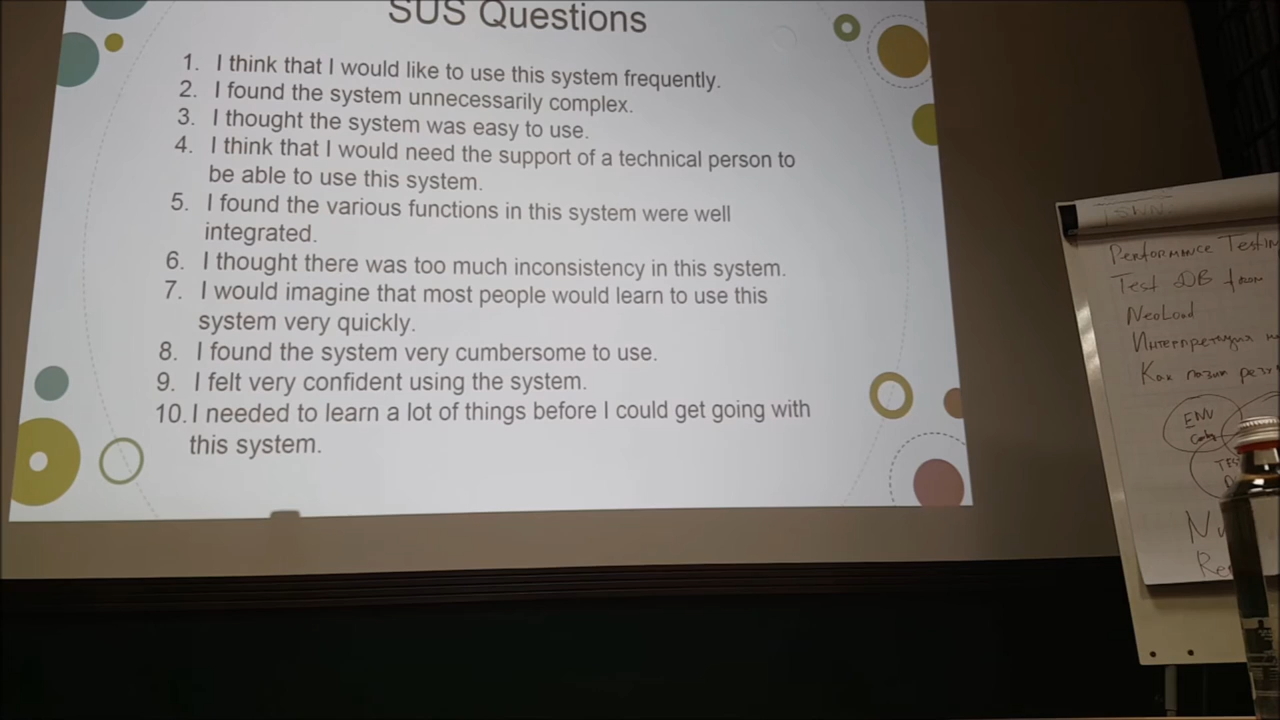 SUS Questions
1. I think that I would like to use this system frequently.
2. I found the system unnecessarily complex.
3. I thought the system was easy to use.
4. I think that I would need the support of a technical person to
be able to use this system.
5. I found the various functions in this system were well
integrated.
6. I thought there was too much inconsistency in this system.
7. I would imagine that most people would learn to use this
system very quickly.
8. I found the system very cumbersome to use.
9. I felt very confident using the system.
10. I needed to learn a lot of things before I could get going with
this system.
Performance Testin
Test DB from
NeoLoad
Интерпретация
Как
ENV